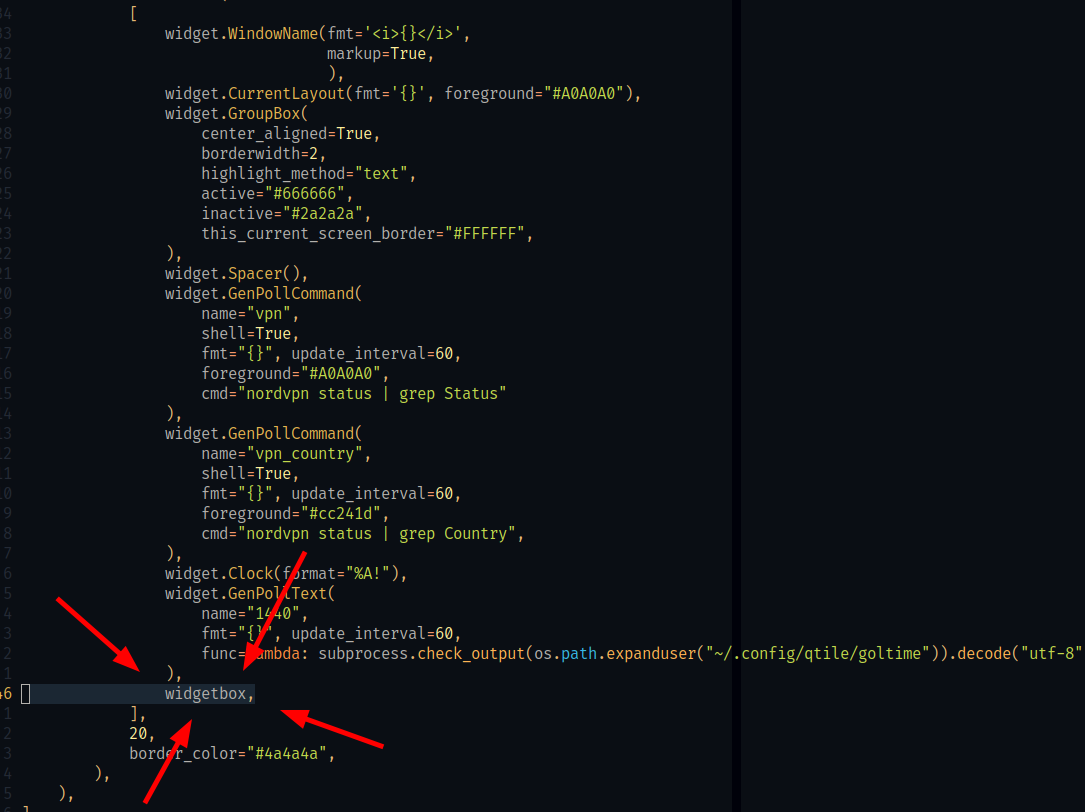 34 [
33 widget.WindowName(fmt='<i>{}</i>',
32 markup=True,
31 ),
30 widget.CurrentLayout(fmt='{}', foreground="#A0A0A0"),
29 widget.GroupBox(
28 center_aligned=True,
27 borderwidth=2,
26 highlight_method="text",
25 active="#666666",
24 inactive="#2a2a2a",
23 this_current_screen_border="#FFFFFF",
22 ),
21 widget.Spacer(),
20 widget.GenPollCommand(
19 name="vpn",
18 shell=True,
17 fmt="{}", update_interval=60,
16 foreground="#A0A0A0",
15 cmd="nordvpn status | grep Status"
14 ),
13 widget.GenPollCommand(
12 name="vpn_country",
11 shell=True,
10 fmt="{}", update_interval=60,
9 foreground="#cc241d",
8 cmd="nordvpn status | grep Country",
7 ),
6 widget.Clock(format="%A!"),
5 widget.GenPollText(
4 name="1440",
3 fmt="{}", update_interval=60,
2 func=lambda: subprocess.check_output(os.path.expanduser("~/.config/qtile/goltime")).decode("utf-8"
1 ),
46 widgetbox,
1 ],
2 20,
3 border_color="#4a4a4a",
4 ),
5 ),